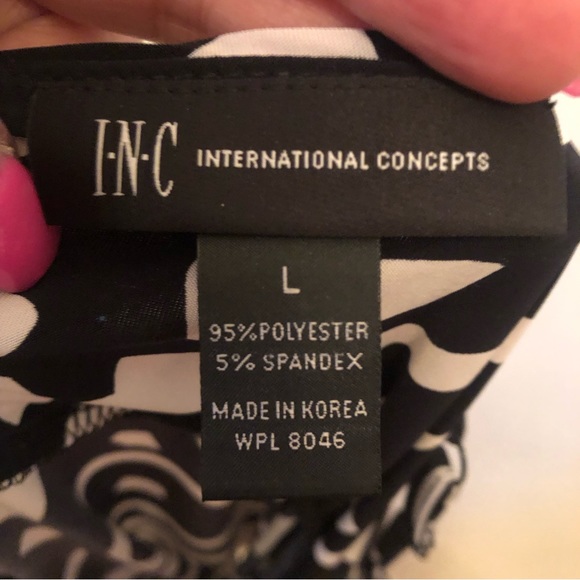 I·N·C INTERNATIONAL CONCEPTS
L
95%POLYESTER
5% SPANDEX
MADE IN KOREA
WPL 8046